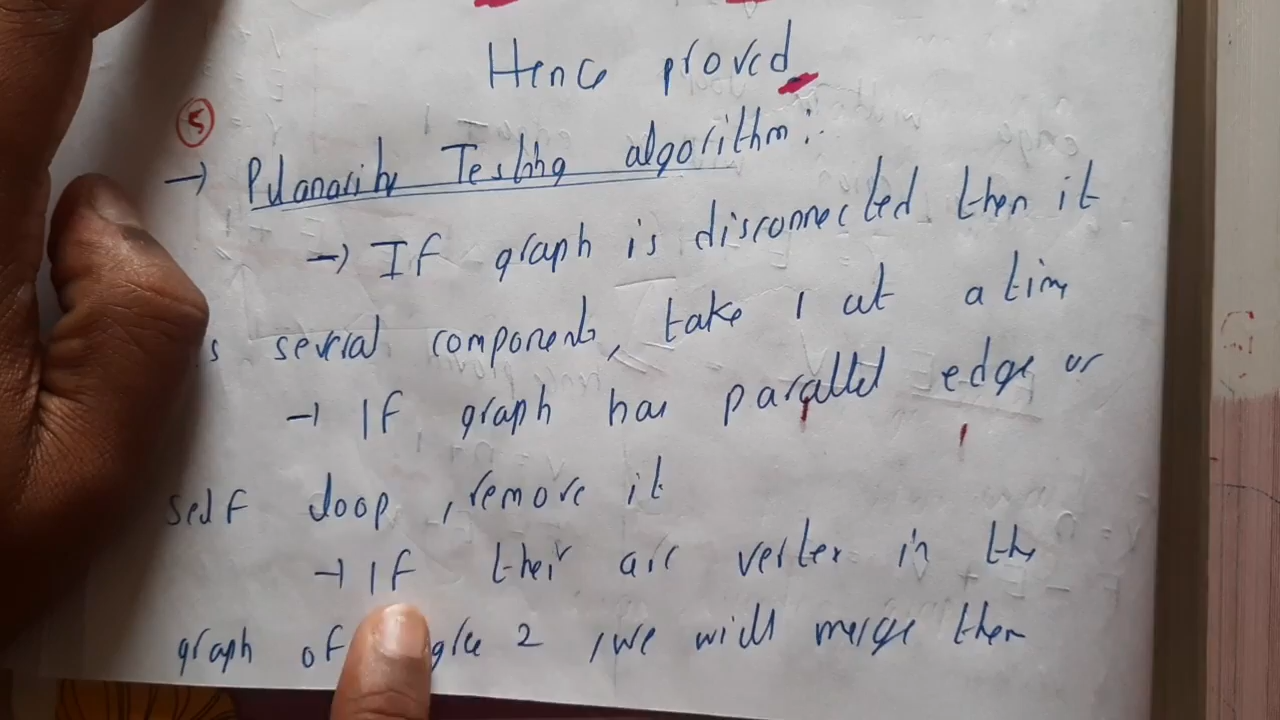 Hence proved
5
→ Planarity Testing algorithm:
→ If graph is disconnected then it
s several components, take 1 at a time
→ If graph has parallel edge or
self loop, remove it
→ If their are vertex in the
graph of gree 2, we will merge them